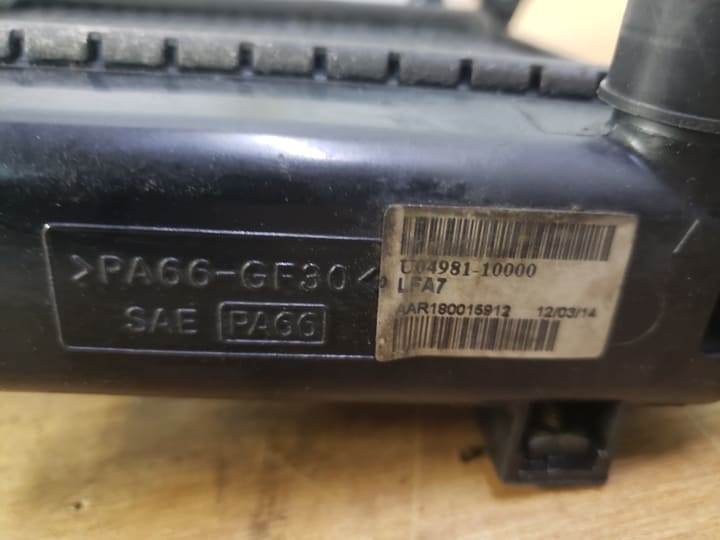 >PA66-GF30<
SAE PA66
U04981-10000
LFA7
AAR180015912 12/03/14